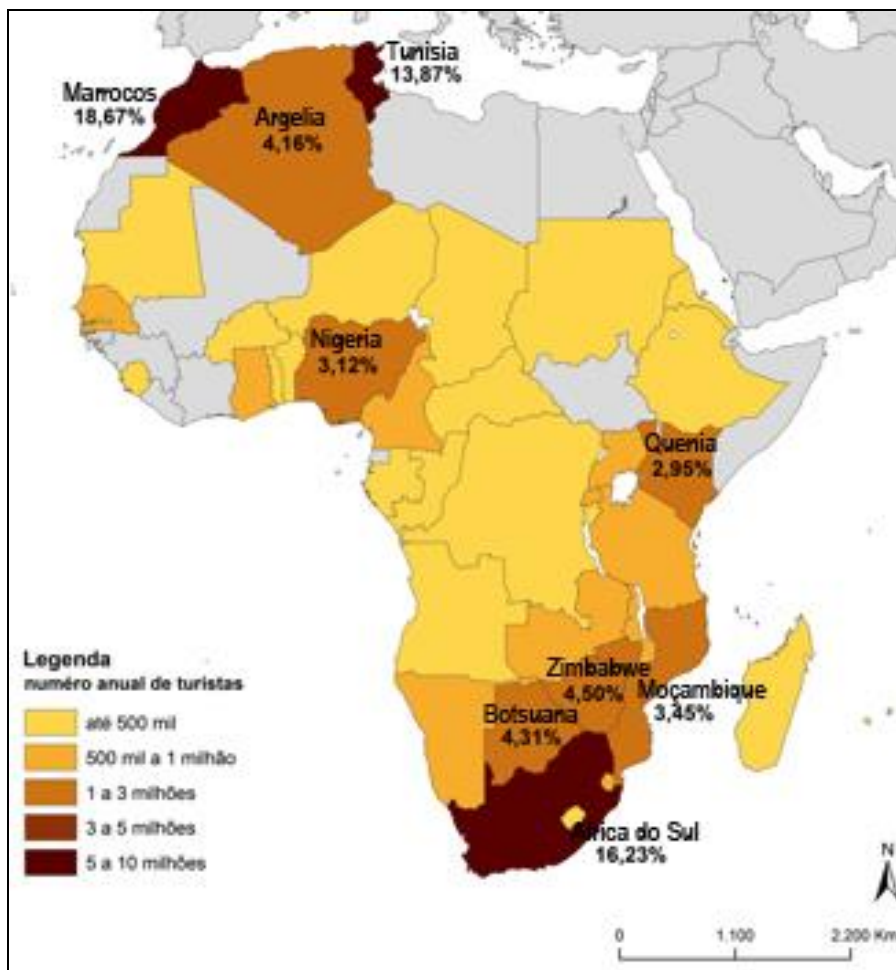 Tunisia
13,87%
Marrocos
18,67%
Argelia
4,16%
Nigeria
3,12%
Quenia
2,95%
Zimbabwe
4,50%
Moçambique
3,45%
Botsuana
4,31%
África do Sul
16,23%
Legenda
numéro anual de turistas
até 500 mil
500 mil a 1 milhão
1 a 3 milhões
3 a 5 milhões
5 a 10 milhões
N
0 1.100 2.200 Km